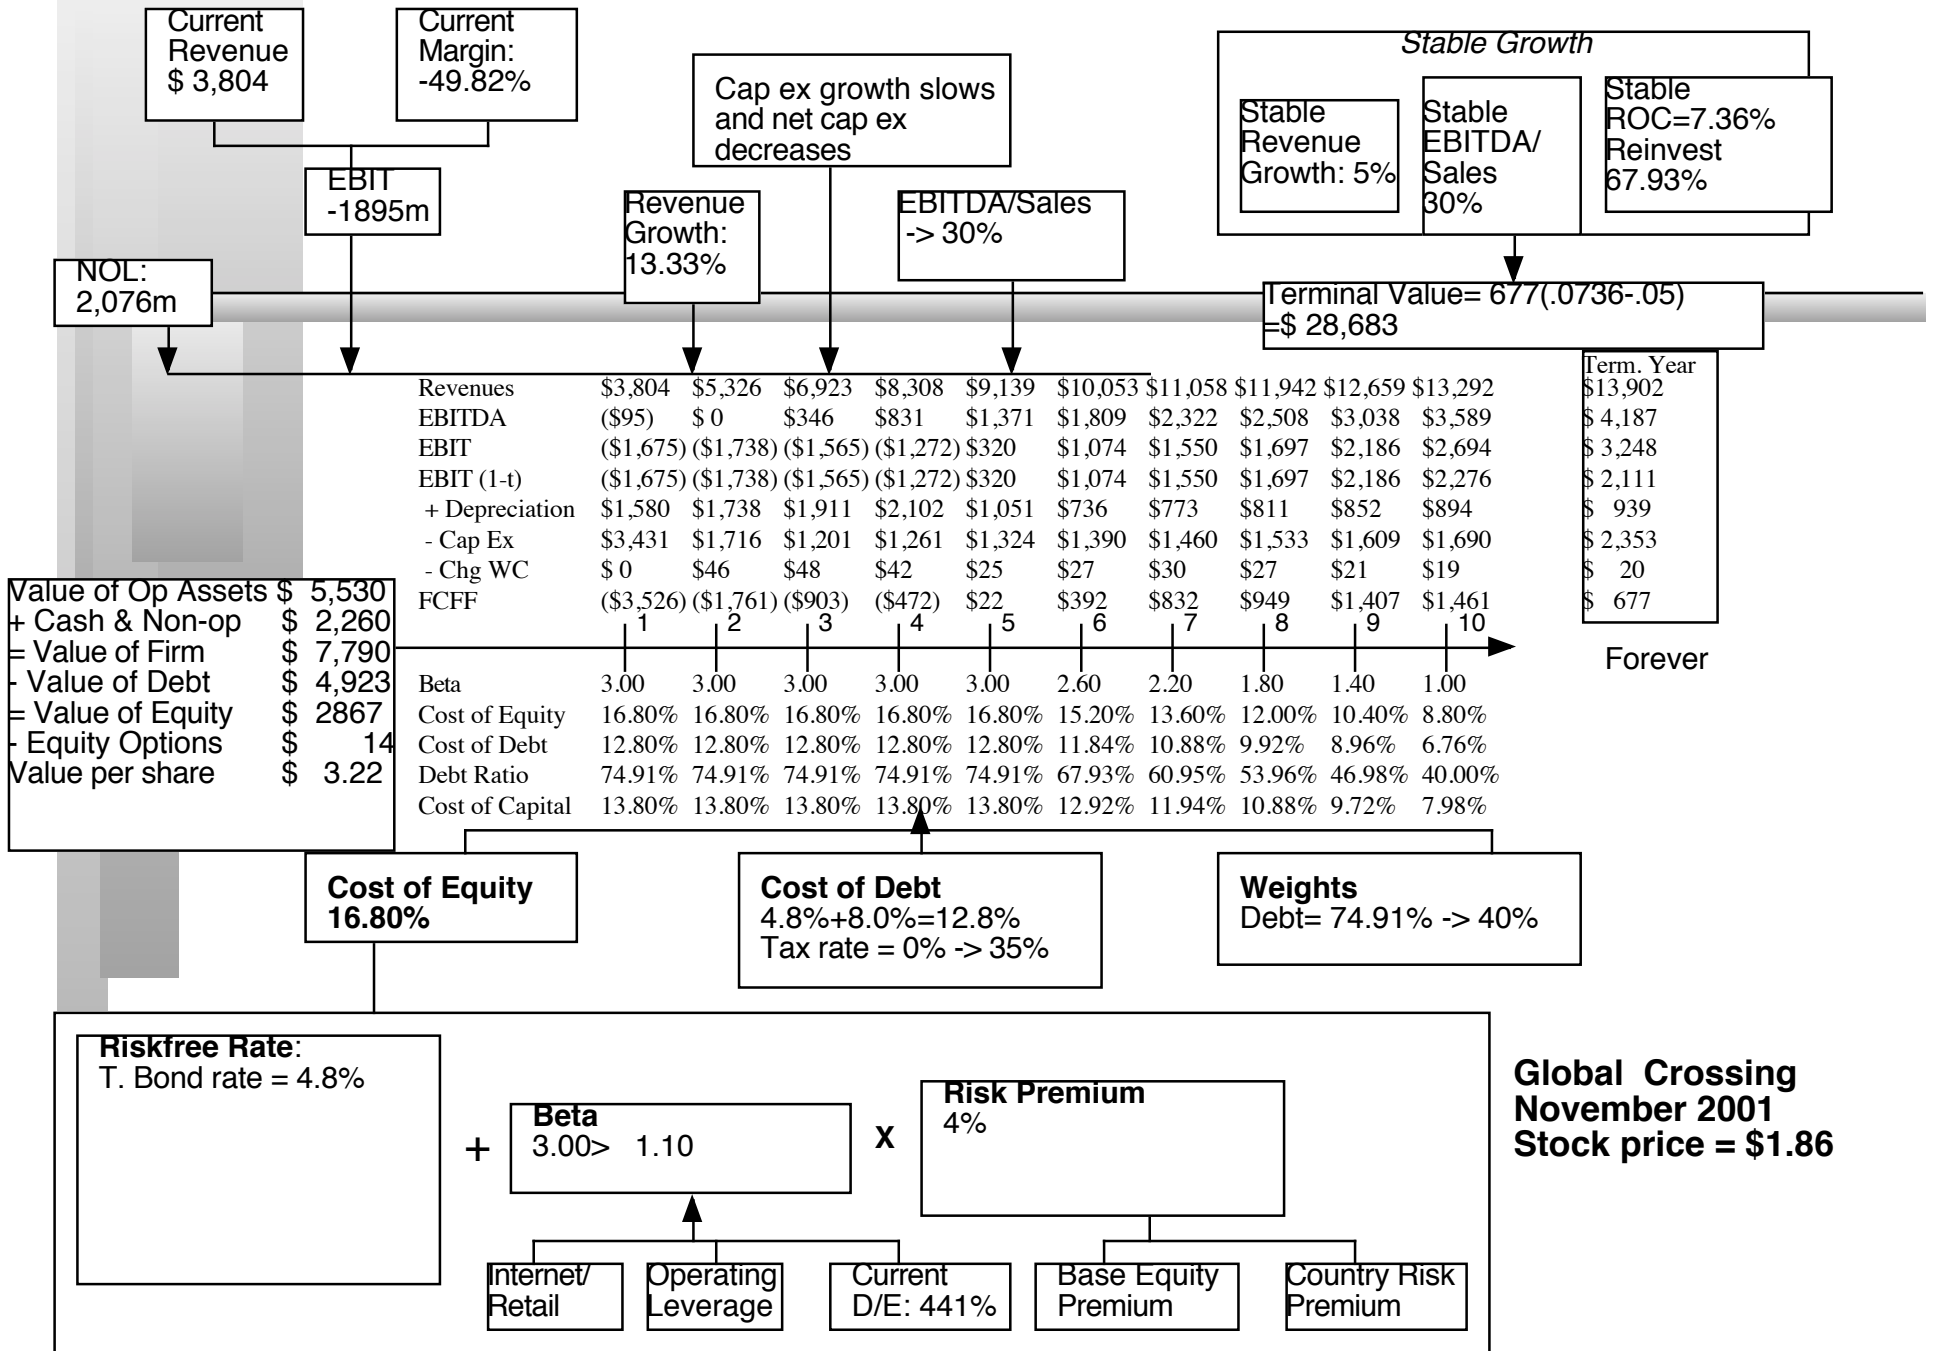 Current
Revenue
$ 3,804
Current
Margin:
-49.82%
Cap ex growth slows
and net cap ex
decreases
Stable Growth
Stable
Revenue
Growth: 5%
Stable
EBITDA/
Sales
30%
Stable
ROC=7.36%
Reinvest
67.93%
EBIT
-1895m
Revenue
Growth:
13.33%
EBITDA/Sales
-> 30%
NOL:
2,076m
Terminal Value= 677(.0736-.05)
=$ 28,683
Term. Year
Revenues $3,804 $5,326 $6,923 $8,308 $9,139 $10,053 $11,058 $11,942 $12,659 $13,292 $13,902
EBITDA ($95) $ 0 $346 $831 $1,371 $1,809 $2,322 $2,508 $3,038 $3,589 $ 4,187
EBIT ($1,675) ($1,738) ($1,565) ($1,272) $320 $1,074 $1,550 $1,697 $2,186 $2,694 $ 3,248
EBIT (1-t) ($1,675) ($1,738) ($1,565) ($1,272) $320 $1,074 $1,550 $1,697 $2,186 $2,276 $ 2,111
+ Depreciation $1,580 $1,738 $1,911 $2,102 $1,051 $736 $773 $811 $852 $894 $ 939
- Cap Ex $3,431 $1,716 $1,201 $1,261 $1,324 $1,390 $1,460 $1,533 $1,609 $1,690 $ 2,353
- Chg WC $ 0 $46 $48 $42 $25 $27 $30 $27 $21 $19 $ 20
FCFF ($3,526) ($1,761) ($903) ($472) $22 $392 $832 $949 $1,407 $1,461 $ 677
1 2 3 4 5 6 7 8 9 10
Forever
Value of Op Assets $ 5,530
+ Cash & Non-op $ 2,260
= Value of Firm $ 7,790
- Value of Debt $ 4,923
= Value of Equity $ 2867
- Equity Options $ 14
Value per share $ 3.22
Beta 3.00 3.00 3.00 3.00 3.00 2.60 2.20 1.80 1.40 1.00
Cost of Equity 16.80% 16.80% 16.80% 16.80% 16.80% 15.20% 13.60% 12.00% 10.40% 8.80%
Cost of Debt 12.80% 12.80% 12.80% 12.80% 12.80% 11.84% 10.88% 9.92% 8.96% 6.76%
Debt Ratio 74.91% 74.91% 74.91% 74.91% 74.91% 67.93% 60.95% 53.96% 46.98% 40.00%
Cost of Capital 13.80% 13.80% 13.80% 13.80% 13.80% 12.92% 11.94% 10.88% 9.72% 7.98%
Cost of Equity
16.80%
Cost of Debt
4.8%+8.0%=12.8%
Tax rate = 0% -> 35%
Weights
Debt= 74.91% -> 40%
Riskfree Rate:
T. Bond rate = 4.8%
+
Beta
3.00> 1.10
X
Risk Premium
4%
Global Crossing
November 2001
Stock price = $1.86
Internet/
Retail
Operating
Leverage
Current
D/E: 441%
Base Equity
Premium
Country Risk
Premium